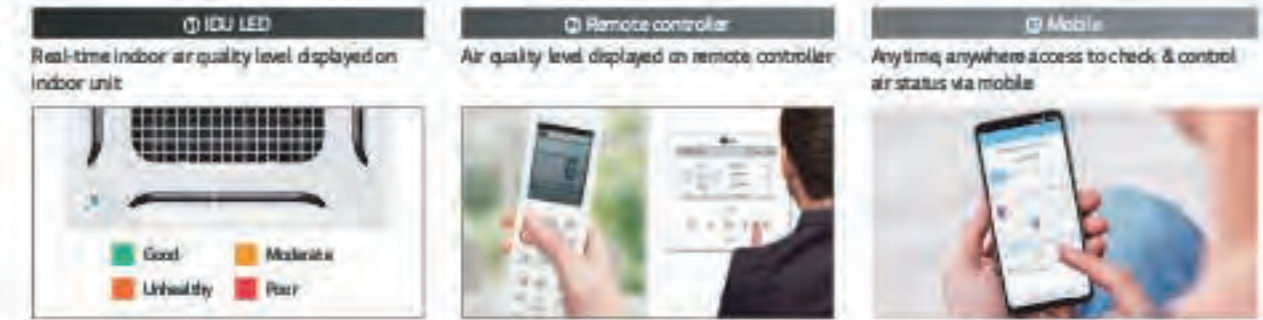 ① IDU LED
Real-time indoor air quality level displayed on
indoor unit
Good
Moderate
Unhealthy
Poor
② Remote controller
Air quality level displayed on remote controller
③ Mobile
Anytime, anywhere access to check & control
air status via mobile